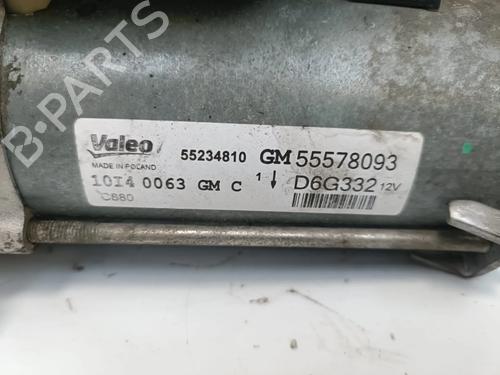 B-PARTS
Valeo 55234810 GM 55578093
MADE IN POLAND
10I4 0063 GM C 1 ↓ D6G332 12V
C880